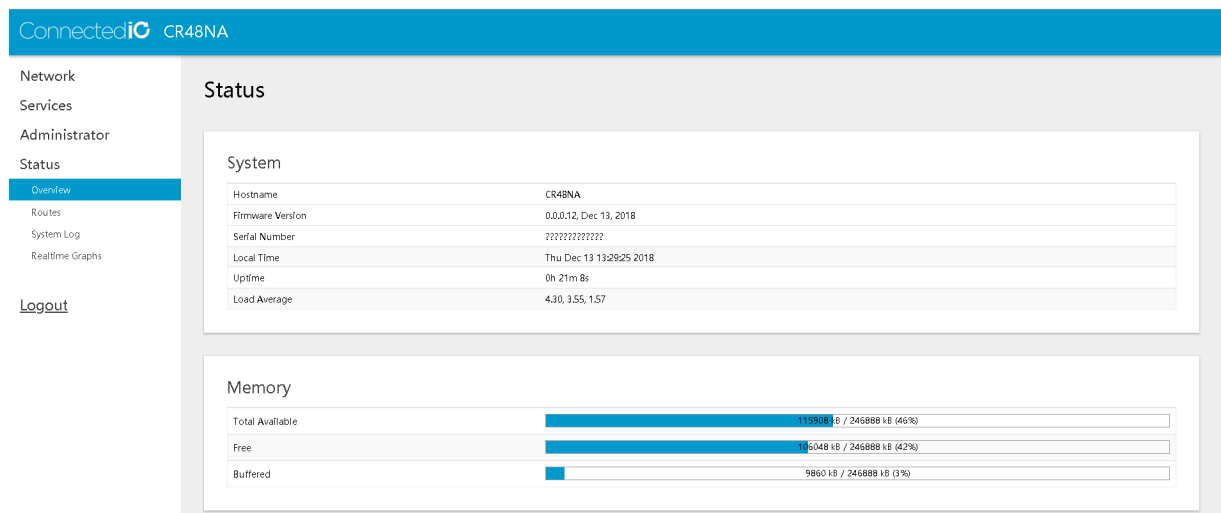 ConnectediO CR48NA
Network
Services
Administrator
Status
Overview
Routes
System Log
Realtime Graphs
Logout
Status
System
Hostname CR48NA
Firmware Version 0.0.0.12, Dec 13, 2018
Serial Number ?????????????
Local Time Thu Dec 13 13:29:25 2018
Uptime 0h 21m 8s
Load Average 4.30, 3.55, 1.57
Memory
Total Available 115908 kB / 246888 kB (46%)
Free 106048 kB / 246888 kB (42%)
Buffered 9860 kB / 246888 kB (3%)